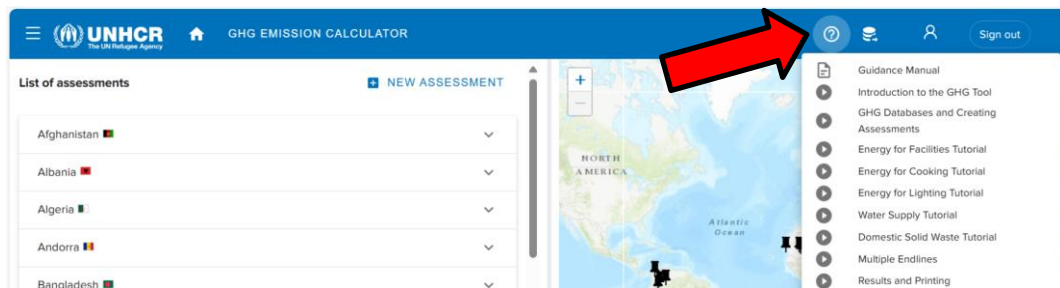 UNHCR
The UN Refugee Agency
GHG EMISSION CALCULATOR
Sign out
List of assessments
NEW ASSESSMENT
Afghanistan
Albania
Algeria
Andorra
Bangladesh
+
−
NORTH
AMERICA
Atlantic
Ocean
Guidance Manual
Introduction to the GHG Tool
GHG Databases and Creating
Assessments
Energy for Facilities Tutorial
Energy for Cooking Tutorial
Energy for Lighting Tutorial
Water Supply Tutorial
Domestic Solid Waste Tutorial
Multiple Endlines
Results and Printing